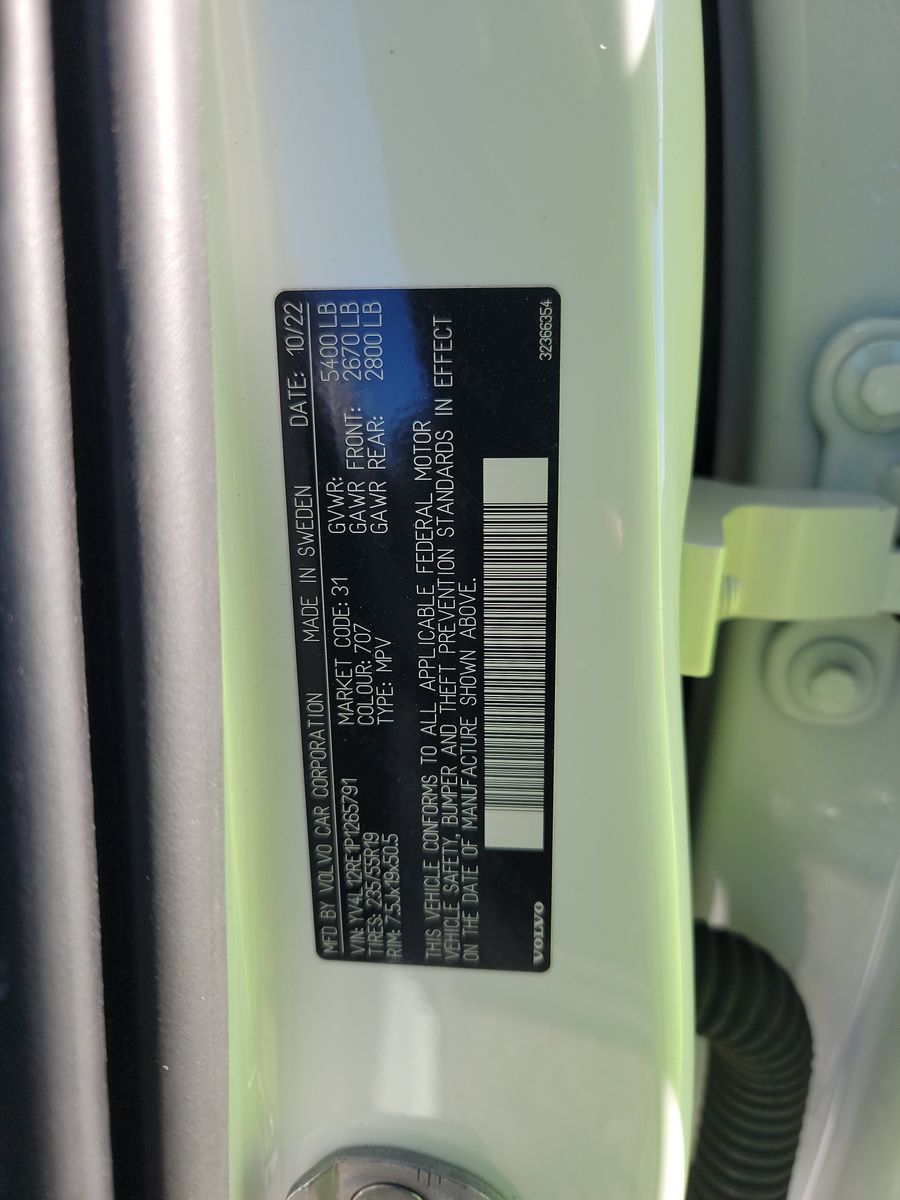 MFD BY VOLVO CAR CORPORATION MADE IN SWEDEN DATE: 10/22
VIN: YV4L12RE1P1265791 MARKET CODE: 31 GVWR: 5400 LB
TIRES: 235/55R19 COLOUR: 707 GAWR FRONT: 2670 LB
RIM: 7.5Jx19x50.5 TYPE: MPV GAWR REAR: 2800 LB
THIS VEHICLE CONFORMS TO ALL APPLICABLE FEDERAL MOTOR
VEHICLE SAFETY, BUMPER AND THEFT PREVENTION STANDARDS IN EFFECT
ON THE DATE OF MANUFACTURE SHOWN ABOVE.
VOLVO 32366354